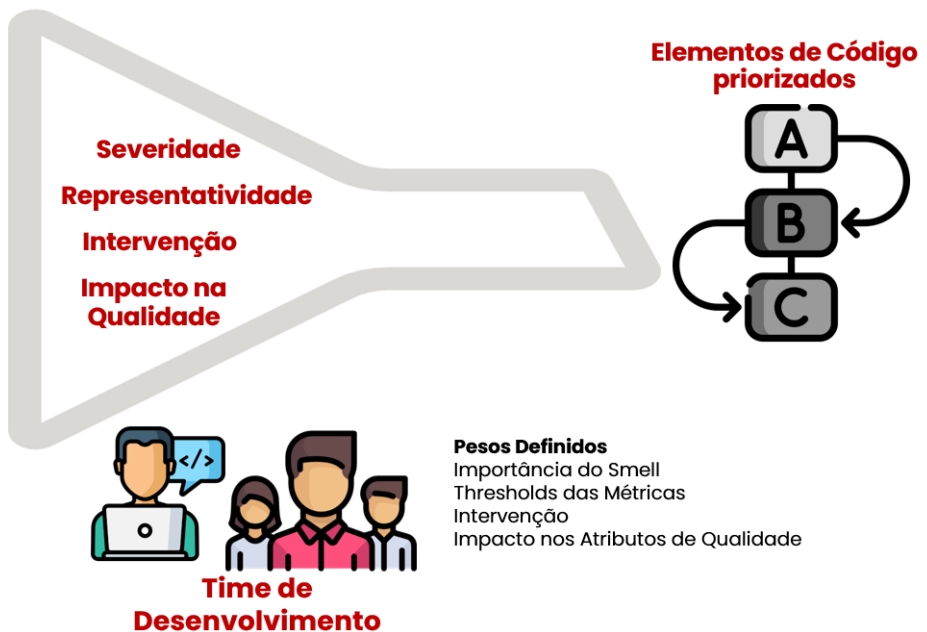 Elementos de Código
priorizados
A
B
C
Severidade
Representatividade
Intervenção
Impacto na
Qualidade
</>
Time de
Desenvolvimento
Pesos Definidos
Importância do Smell
Thresholds das Métricas
Intervenção
Impacto nos Atributos de Qualidade